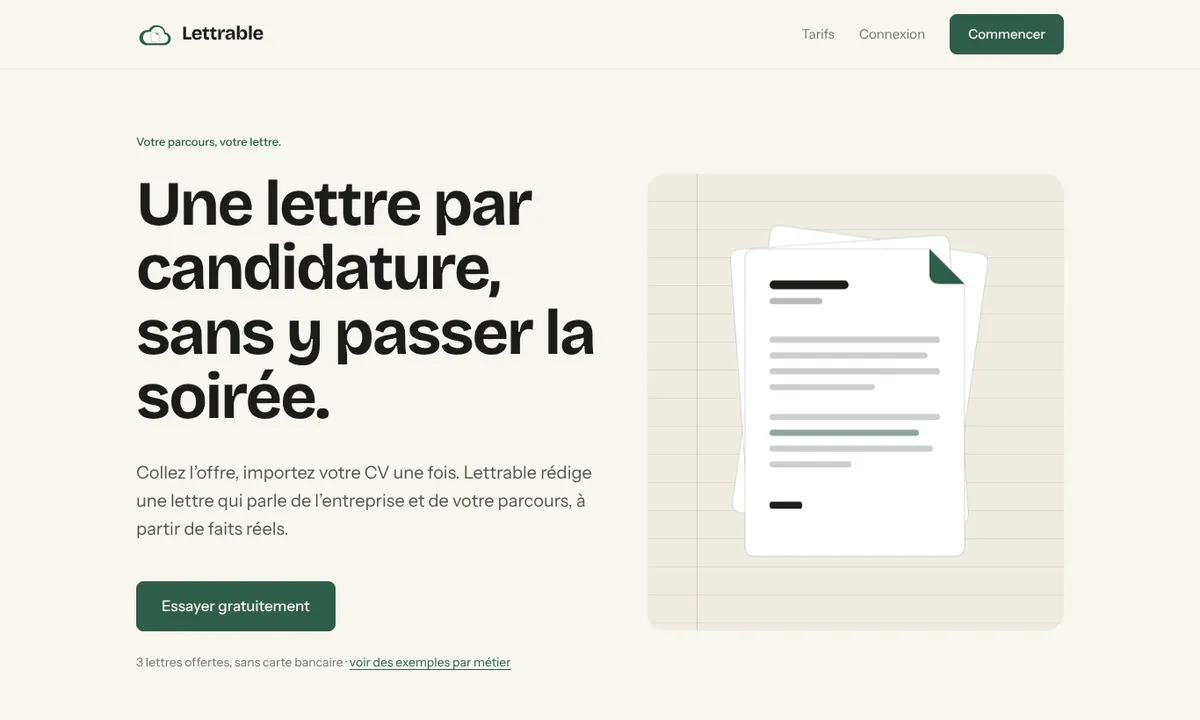 Lettrable
Tarifs
Connexion
Commencer
Votre parcours, votre lettre.
Une lettre par
candidature,
sans y passer la
soirée.
Collez l’offre, importez votre CV une fois. Lettrable rédige
une lettre qui parle de l’entreprise et de votre parcours, à
partir de faits réels.
Essayer gratuitement
3 lettres offertes, sans carte bancaire · voir des exemples par métier